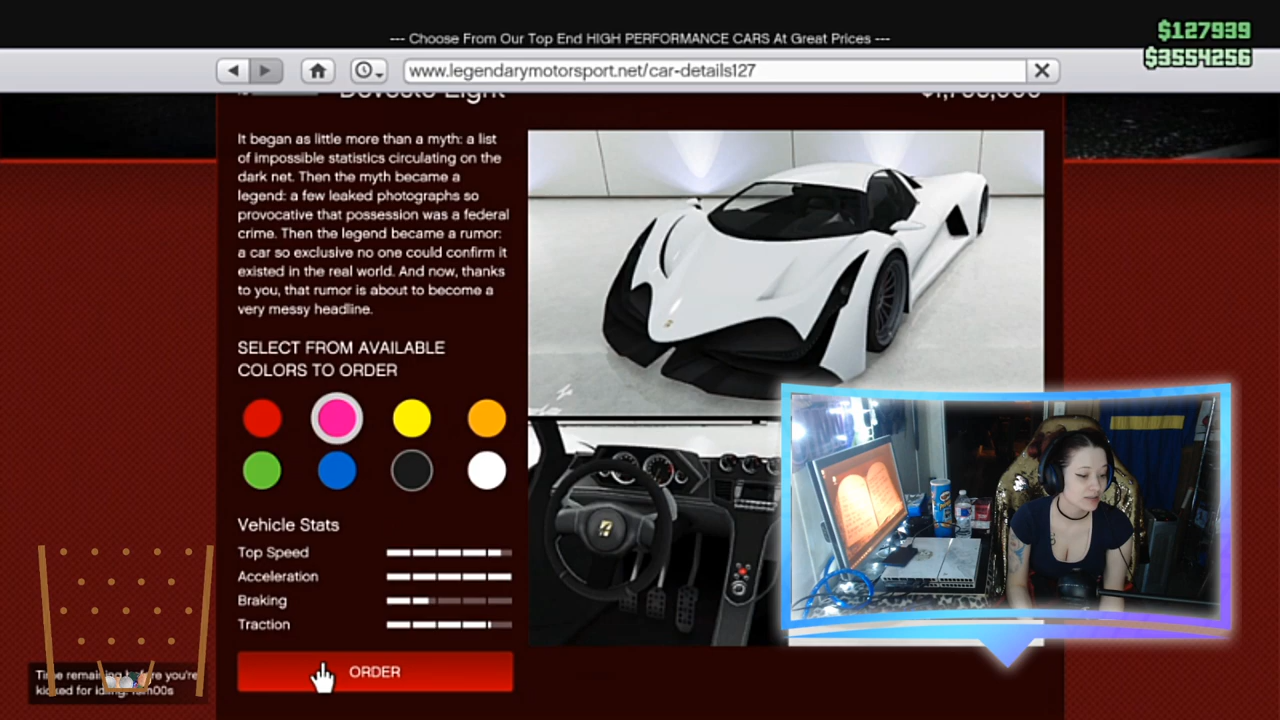 --- Choose From Our Top End HIGH PERFORMANCE CARS At Great Prices ---
$127939
$3554256
www.legendarymotorsport.net/car-details127
Deveste Eight
It began as little more than a myth: a list
of impossible statistics circulating on the
dark net. Then the myth became a
legend: a few leaked photographs so
provocative that possession was a federal
crime. Then the legend became a rumor:
a car so exclusive no one could confirm it
existed in the real world. And now, thanks
to you, that rumor is about to become a
very messy headline.
SELECT FROM AVAILABLE
COLORS TO ORDER
Vehicle Stats
Top Speed
Acceleration
Braking
Traction
ORDER
Time remaining before you're
kicked for idling: